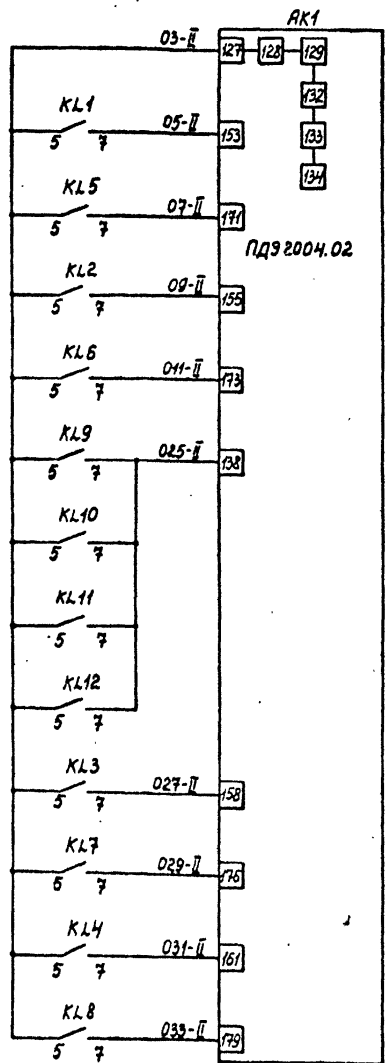 AK1
03-II 127 128 129
132
KL1 05-II 153 133
5 7
134
KL5 07-II 171
5 7
ПДЭ 2004.02
KL2 09-II 155
5 7
KL6 011-II 173
5 7
KL9 025-II 138
5 7
KL10
5 7
KL11
5 7
KL12
5 7
KL3 027-II 158
5 7
KL7 029-II 176
5 7
KL4 031-II 161
5 7
KL8 033-II 179
5 7